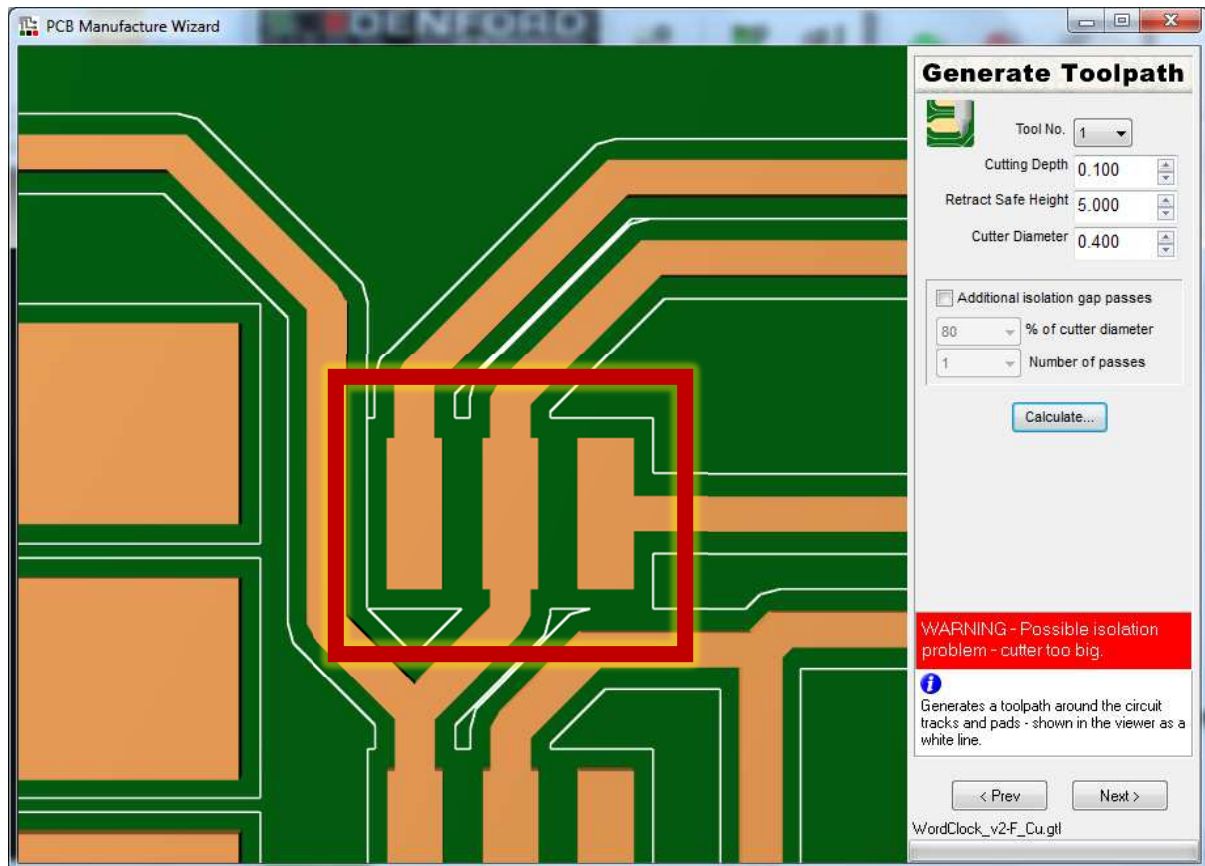 PCB Manufacture Wizard
DENFORD
Generate Toolpath
Tool No. 1
Cutting Depth 0.100
Retract Safe Height 5.000
Cutter Diameter 0.400
Additional isolation gap passes
80 % of cutter diameter
1 Number of passes
Calculate...
WARNING - Possible isolation
problem - cutter too big.
Generates a toolpath around the circuit
tracks and pads - shown in the viewer as a
white line.
< Prev Next >
WordClock_v2-F_Cu.gtl